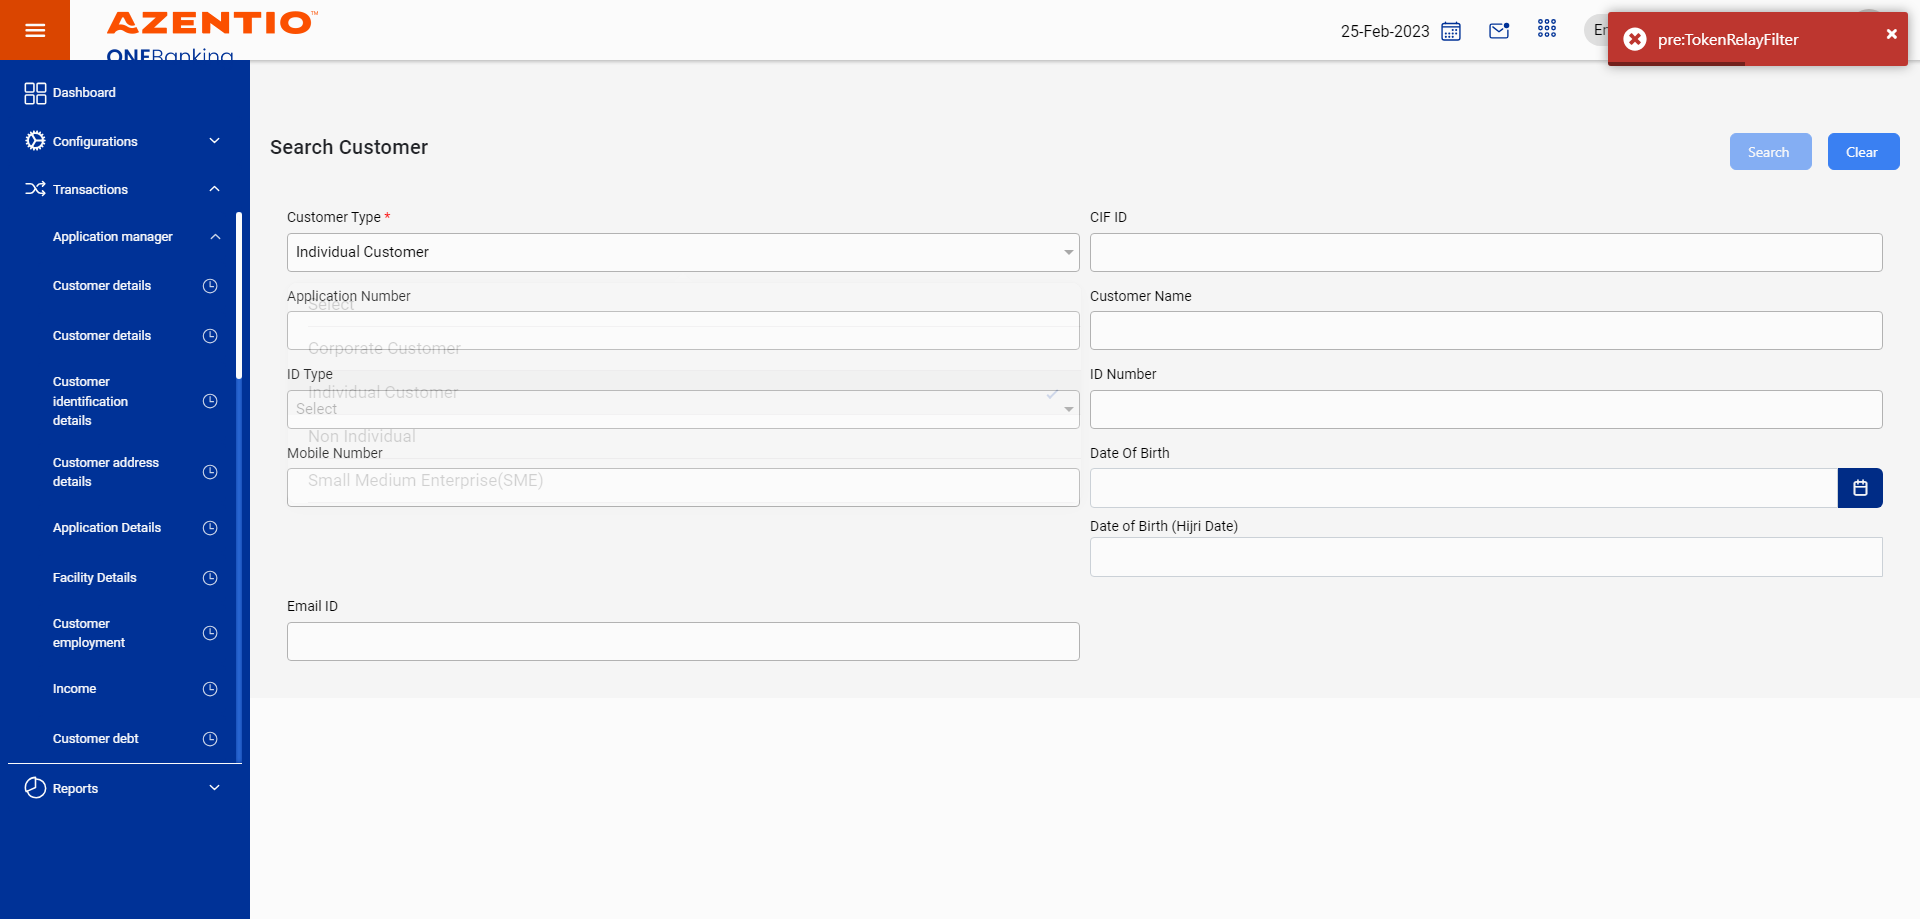 AZENTIO™
ONEBanking
25-Feb-2023
En
pre:TokenRelayFilter
Dashboard
Configurations
Transactions
Application manager
Customer details
Customer details
Customer
identification
details
Customer address
details
Application Details
Facility Details
Customer
employment
Income
Customer debt
Reports
Search Customer
Search
Clear
Customer Type *
Individual Customer
CIF ID
Application Number
Select
Customer Name
Corporate Customer
ID Type
Individual Customer
Select
ID Number
Non Individual
Mobile Number
Small Medium Enterprise(SME)
Date Of Birth
Date of Birth (Hijri Date)
Email ID